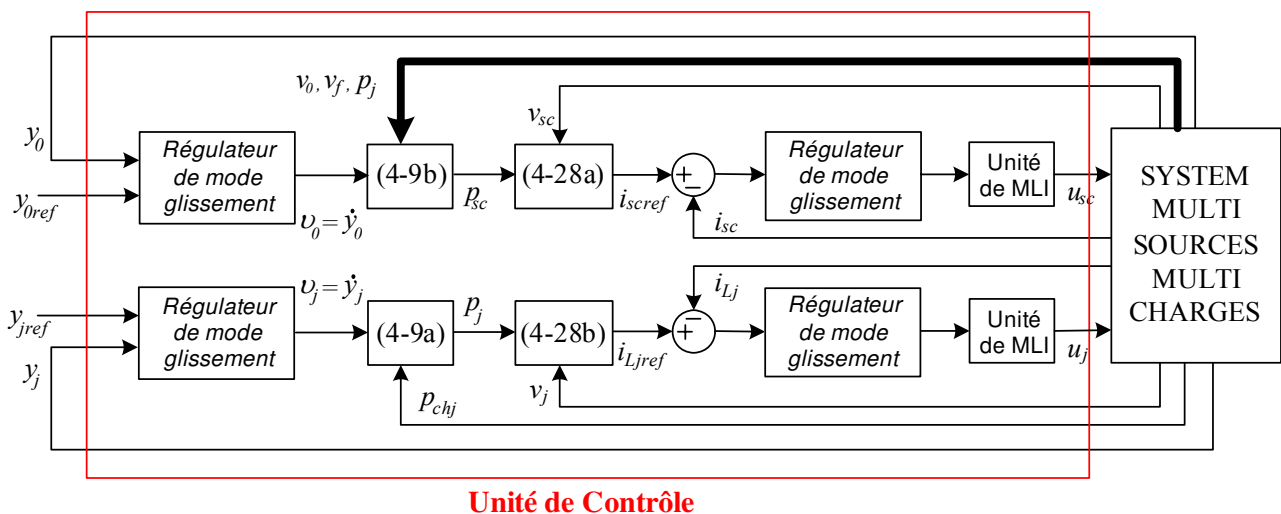 v0, vf, pj
y0
vsc
Régulateur
de mode
glissement
(4-9b)
(4-28a)
+
−
Régulateur
de mode
glissement
Unité
de MLI
SYSTEM
MULTI
SOURCES
MULTI
CHARGES
y0ref
υ0 = ẏ0
psc
iscref
isc
usc
yjref
yj
Régulateur
de mode
glissement
υj = ẏj
(4-9a)
pj
(4-28b)
iLjref
iLj
+
−
Régulateur
de mode
glissement
Unité
de MLI
uj
pchj
vj
Unité de Contrôle